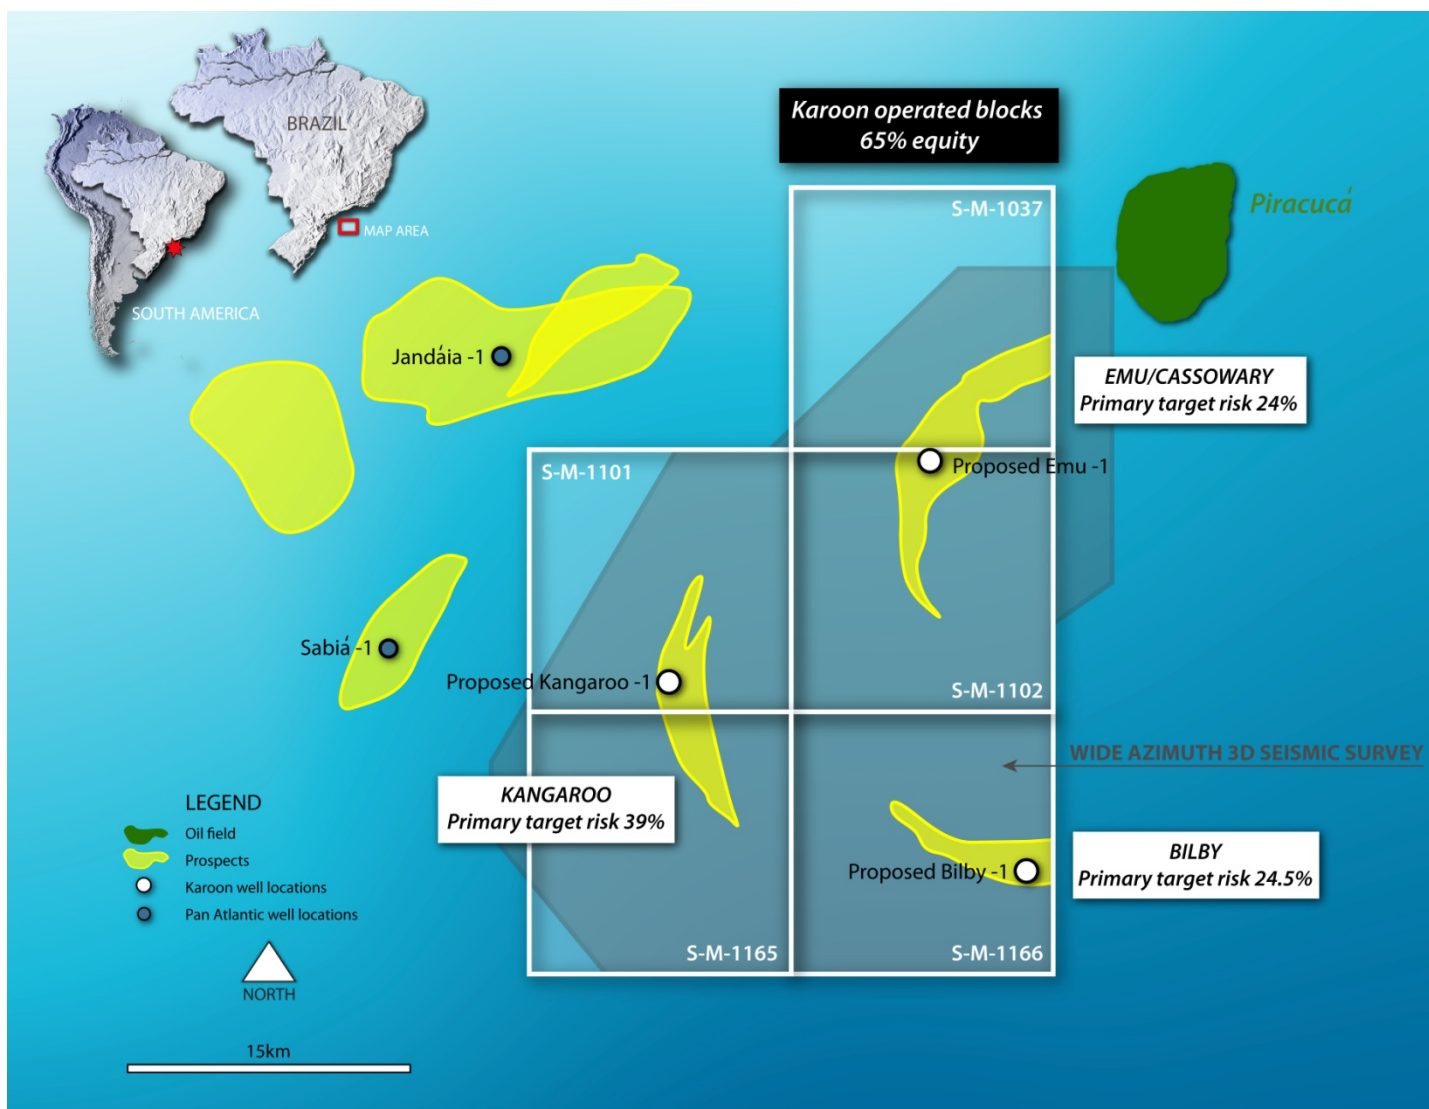 BRAZIL
MAP AREA
SOUTH AMERICA
Karoon operated blocks
65% equity
S-M-1037
Piracucá
Jandáia -1
EMU/CASSOWARY
Primary target risk 24%
S-M-1101
Proposed Emu -1
Sabiá -1
Proposed Kangaroo -1
S-M-1102
WIDE AZIMUTH 3D SEISMIC SURVEY
KANGAROO
Primary target risk 39%
BILBY
Primary target risk 24.5%
Proposed Bilby -1
S-M-1165
S-M-1166
LEGEND
Oil field
Prospects
Karoon well locations
Pan Atlantic well locations
NORTH
15km